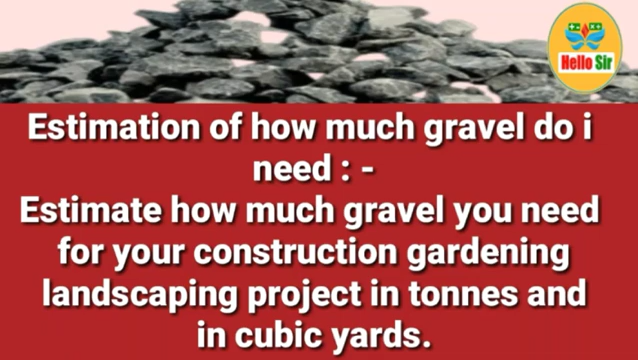 Hello Sir
Estimation of how much gravel do i
need : -
Estimate how much gravel you need
for your construction gardening
landscaping project in tonnes and
in cubic yards.